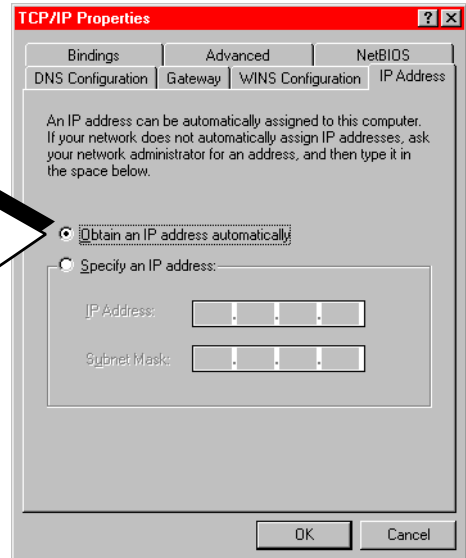 TCP/IP Properties
? ×
Bindings Advanced NetBIOS
DNS Configuration Gateway WINS Configuration IP Address
An IP address can be automatically assigned to this computer.
If your network does not automatically assign IP addresses, ask
your network administrator for an address, and then type it in
the space below.
Obtain an IP address automatically
Specify an IP address:
IP Address:
. . .
Subnet Mask:
. . .
OK Cancel